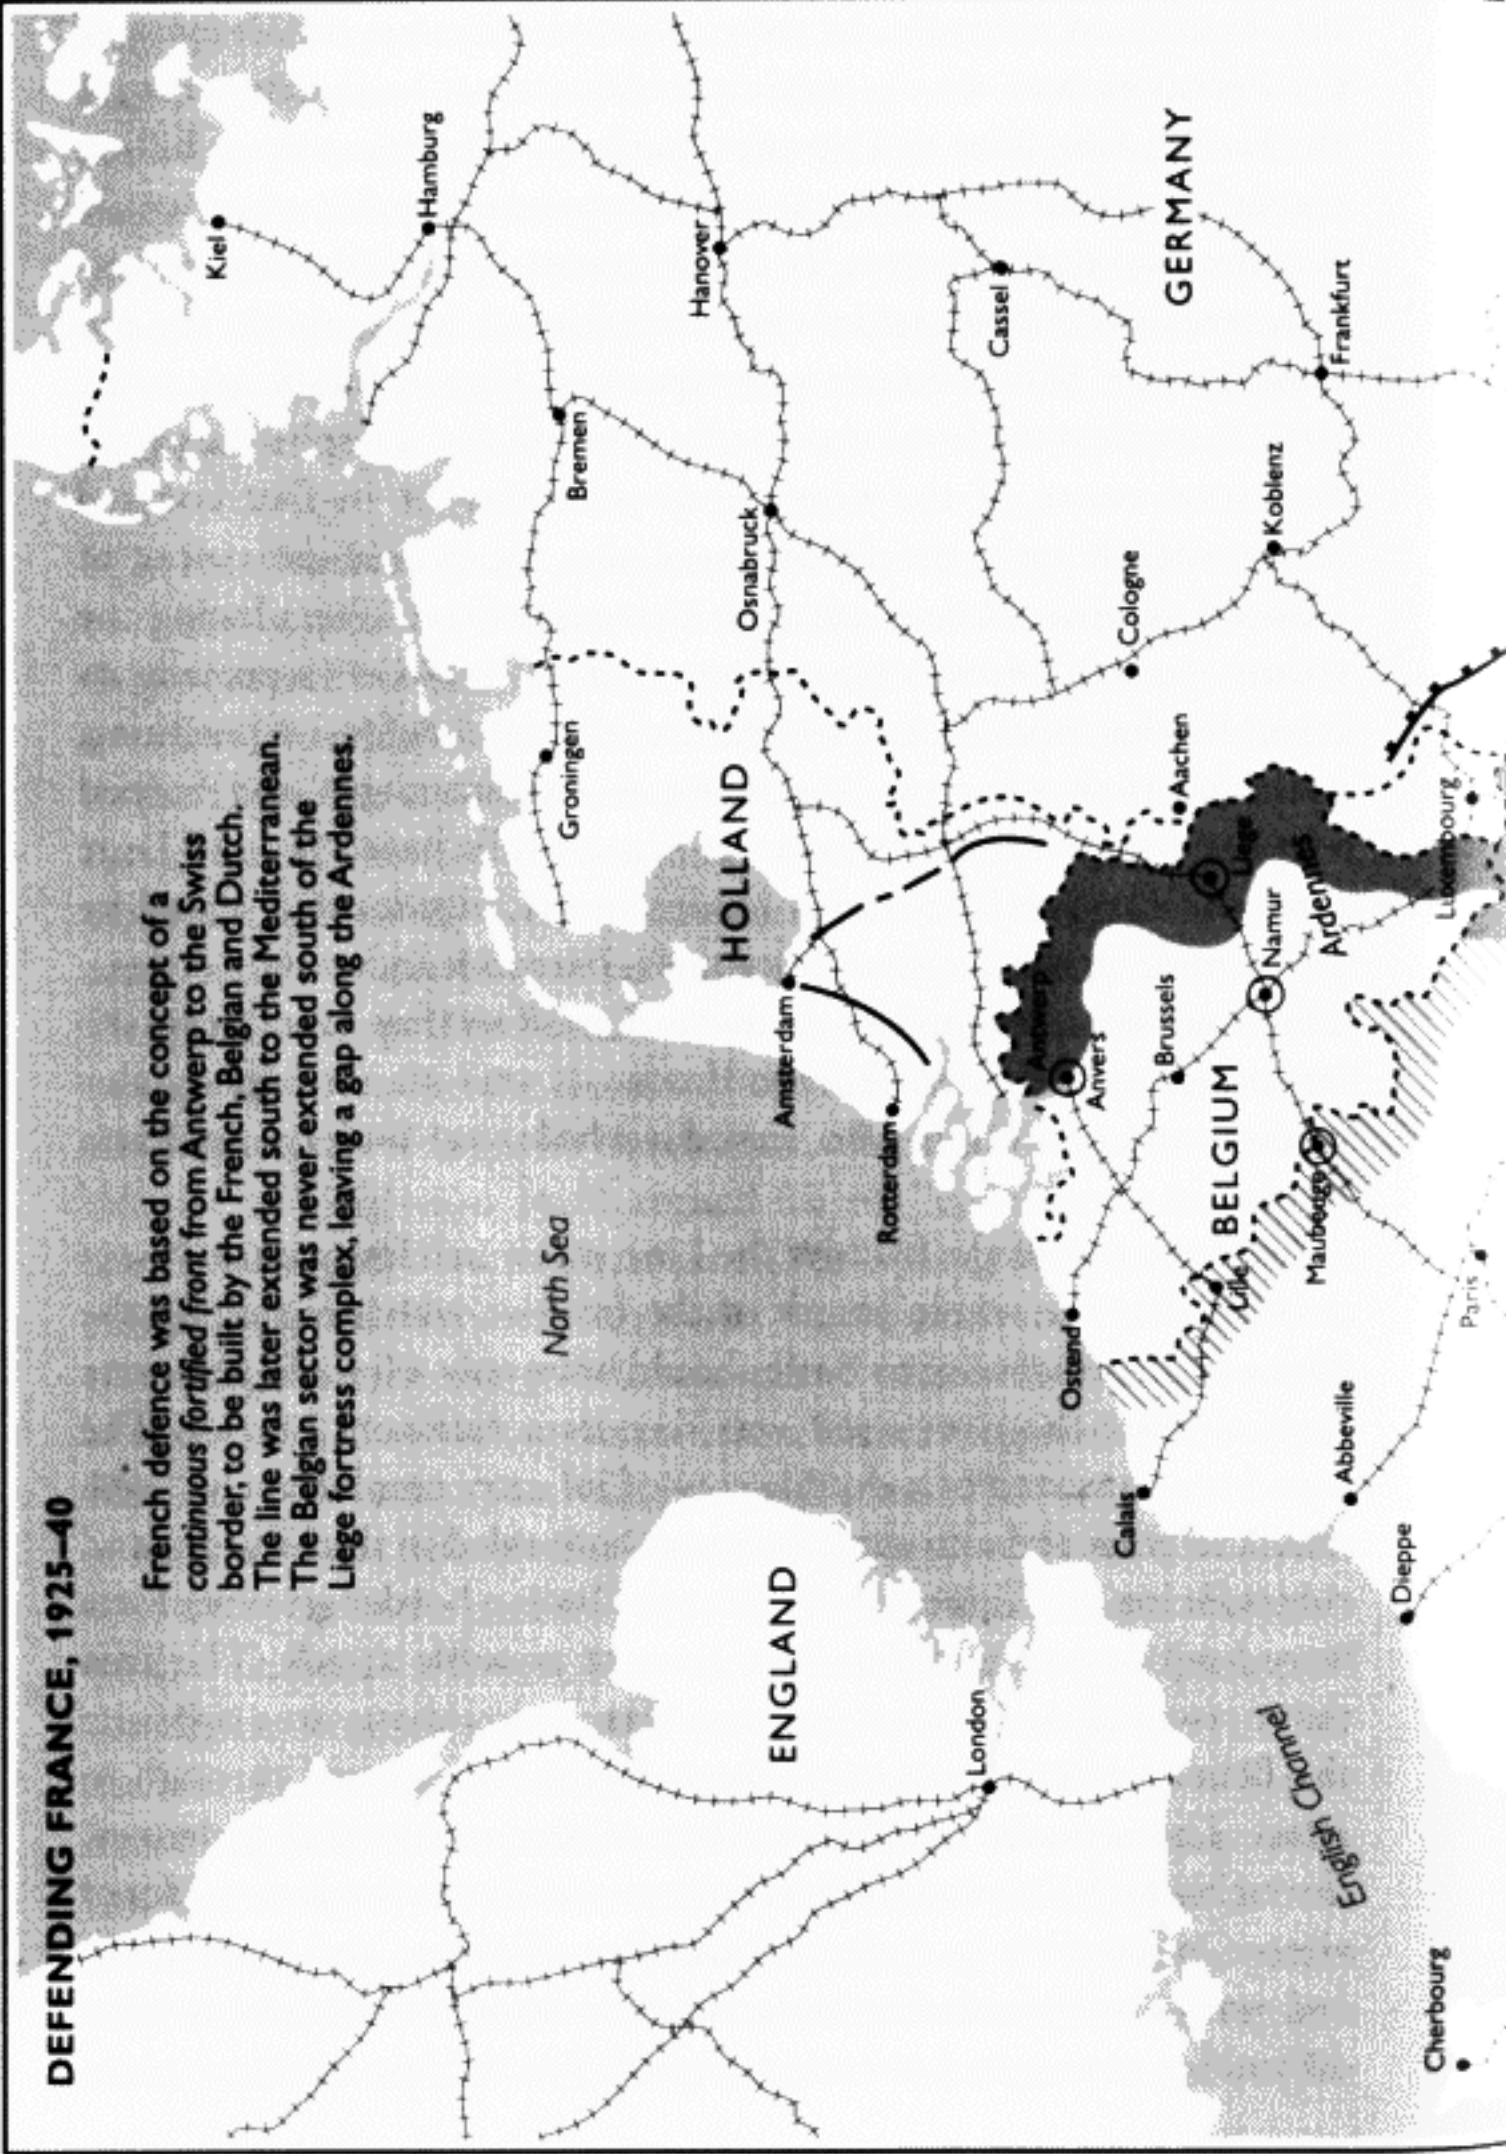 DEFENDING FRANCE, 1925–40
French defence was based on the concept of a
continuous fortified front from Antwerp to the Swiss
border, to be built by the French, Belgian and Dutch.
The line was later extended south to the Mediterranean.
The Belgian sector was never extended south of the
Liege fortress complex, leaving a gap along the Ardennes.
Kiel
Hamburg
Bremen
Hanover
Groningen
Osnabruck
North Sea
HOLLAND
Amsterdam
Rotterdam
ENGLAND
London
Cassel
GERMANY
Cologne
Frankfurt
Koblenz
Aachen
Antwerp
Anvers
Liege
Brussels
Namur
Ardennes
Luxembourg
BELGIUM
Ostend
Lille
Maubeuge
Calais
Abbeville
Paris
Dieppe
English Channel
Cherbourg